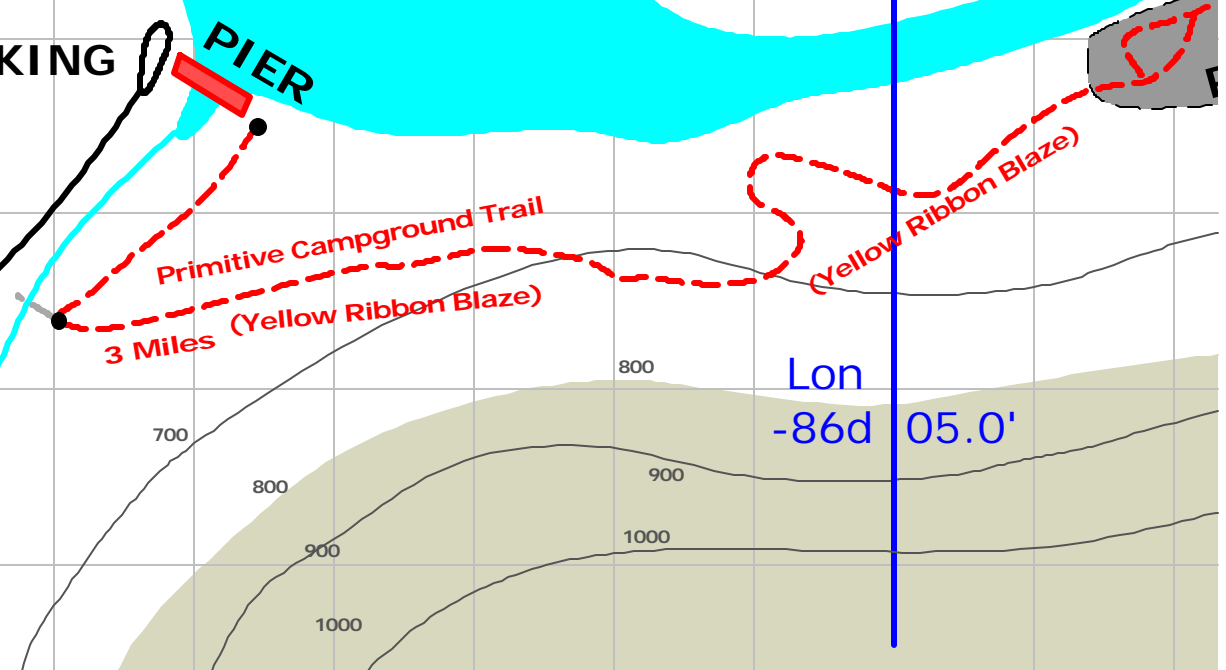 KING
PIER
Primitive Campground Trail
3 Miles (Yellow Ribbon Blaze)
(Yellow Ribbon Blaze)
800
Lon
-86d 05.0'
700
800
900
900
1000
1000